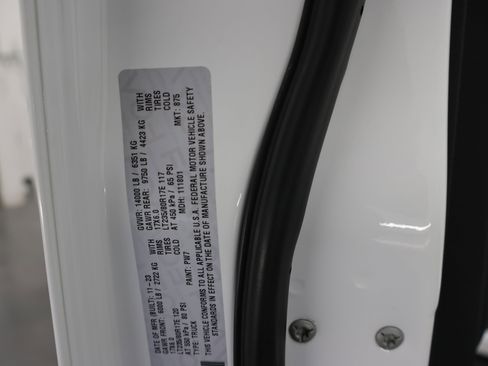 DATE OF MFR (BUILT): 11-23 GVWR: 14000 LB / 6351 KG
GAWR FRONT: 6000 LB / 2722 KG WITH GAWR REAR: 9750 LB / 4423 KG WITH
17X6.0 RIMS 17X6.0 RIMS
LT235/80R17E 120 TIRES LT235/80R17E 117 TIRES
AT 550 kPa / 80 PSI COLD AT 450 kPa / 65 PSI COLD
TYPE: TRUCK PAINT: PW7 MDH: 111801 MKT: 875
THIS VEHICLE CONFORMS TO ALL APPLICABLE U.S.A. FEDERAL MOTOR VEHICLE SAFETY
STANDARDS IN EFFECT ON THE DATE OF MANUFACTURE SHOWN ABOVE.